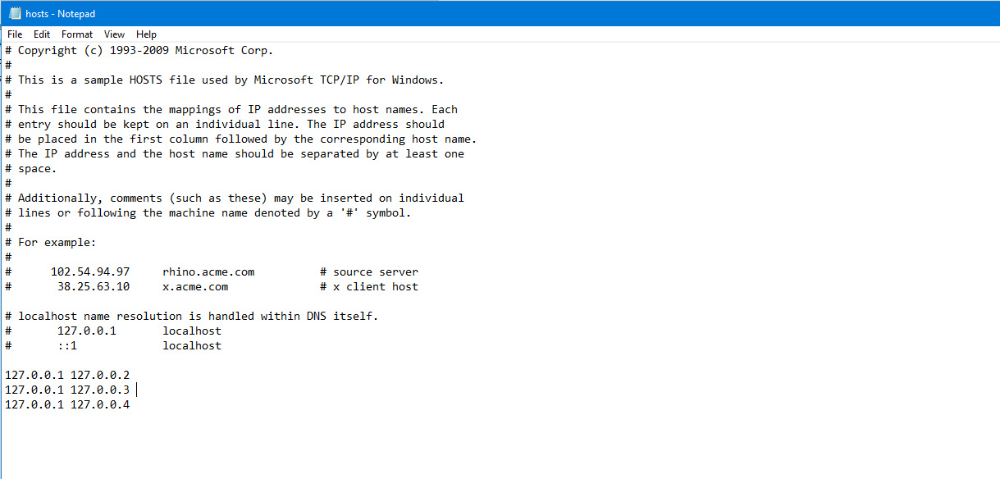 hosts - Notepad
File Edit Format View Help
# Copyright (c) 1993-2009 Microsoft Corp.
#
# This is a sample HOSTS file used by Microsoft TCP/IP for Windows.
#
# This file contains the mappings of IP addresses to host names. Each
# entry should be kept on an individual line. The IP address should
# be placed in the first column followed by the corresponding host name.
# The IP address and the host name should be separated by at least one
# space.
#
# Additionally, comments (such as these) may be inserted on individual
# lines or following the machine name denoted by a '#' symbol.
#
# For example:
#
#      102.54.94.97     rhino.acme.com          # source server
#       38.25.63.10     x.acme.com              # x client host

# localhost name resolution is handled within DNS itself.
#       127.0.0.1       localhost
#       ::1             localhost

127.0.0.1 127.0.0.2
127.0.0.1 127.0.0.3
127.0.0.1 127.0.0.4